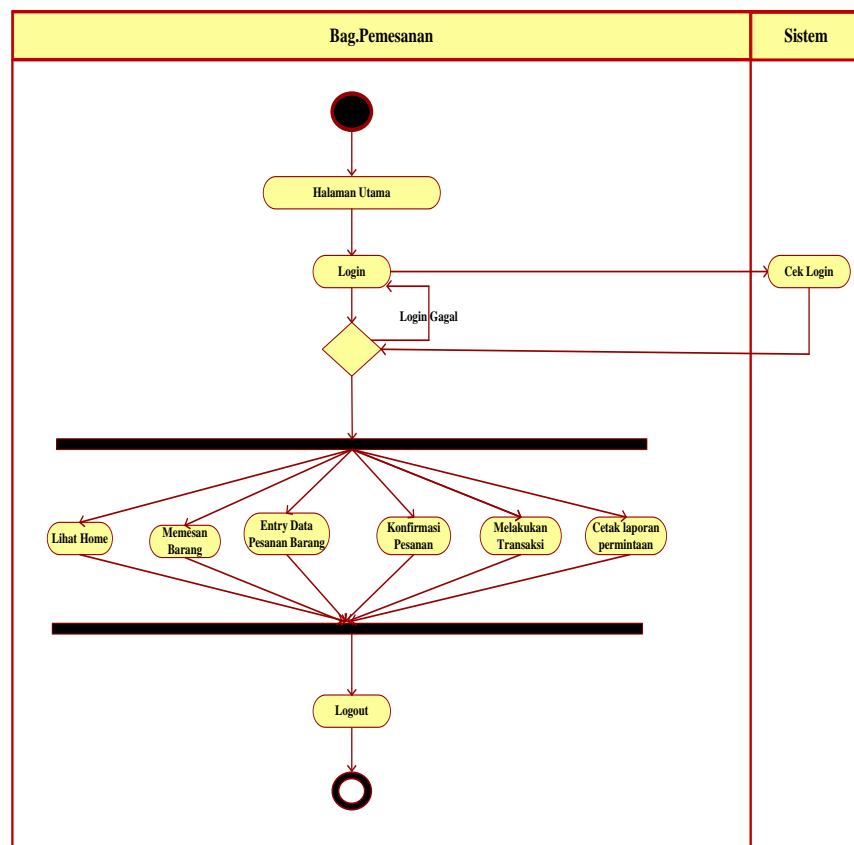 Bag.Pemesanan
Sistem
Halaman Utama
Login
Cek Login
Login Gagal
Lihat Home
Memesan
Barang
Entry Data
Pesanan Barang
Konfirmasi
Pesanan
Melakukan
Transaksi
Cetak laporan
permintaan
Logout